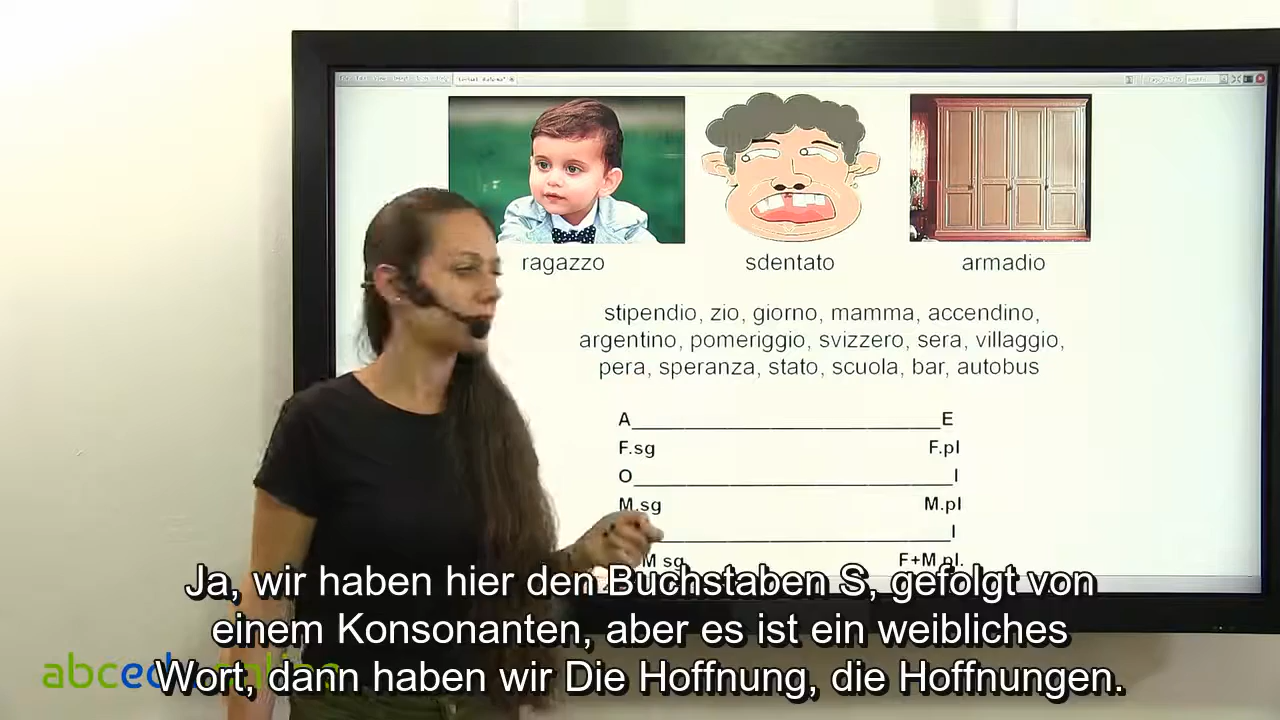 ragazzo
sdentato
armadio
stipendio, zio, giorno, mamma, accendino,
argentino, pomeriggio, svizzero, sera, villaggio,
pera, speranza, stato, scuola, bar, autobus
A E
F.sg F.pl
O I
M.sg M.pl
I
M sg F+M pl.
Ja, wir haben hier den Buchstaben S, gefolgt von
einem Konsonanten, aber es ist ein weibliches
Wort, dann haben wir Die Hoffnung, die Hoffnungen.